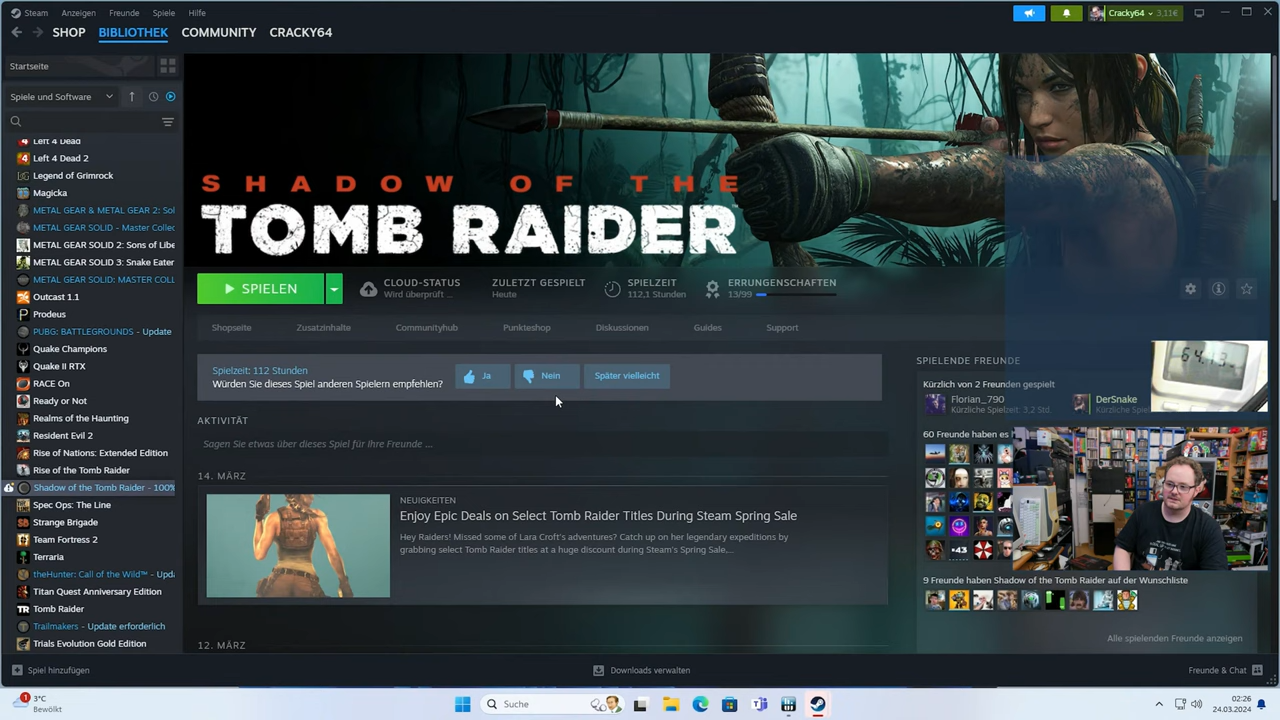 Steam Anzeigen Freunde Spiele Hilfe
Cracky64 3,11€
SHOP BIBLIOTHEK COMMUNITY CRACKY64
Startseite
Spiele und Software
Left 4 Dead
Left 4 Dead 2
Legend of Grimrock
Magicka
METAL GEAR & METAL GEAR 2: Sol
METAL GEAR SOLID - Master Collec
METAL GEAR SOLID 2: Sons of Libe
METAL GEAR SOLID 3: Snake Eater
METAL GEAR SOLID: MASTER COLL
Outcast 1.1
Prodeus
PUBG: BATTLEGROUNDS - Update
Quake Champions
Quake II RTX
RACE On
Ready or Not
Realms of the Haunting
Resident Evil 2
Rise of Nations: Extended Edition
Rise of the Tomb Raider
Shadow of the Tomb Raider - 100%
Spec Ops: The Line
Strange Brigade
Team Fortress 2
Terraria
theHunter: Call of the Wild™ - Upda
Titan Quest Anniversary Edition
Tomb Raider
Trailmakers - Update erforderlich
Trials Evolution Gold Edition
SHADOW OF THE
TOMB RAIDER
SPIELEN
CLOUD-STATUS
Wird überprüft ...
ZULETZT GESPIELT
Heute
SPIELZEIT
112,1 Stunden
ERRUNGENSCHAFTEN
13/99
Shopseite Zusatzinhalte Communityhub Punkteshop Diskussionen Guides Support
Spielzeit: 112 Stunden
Würden Sie dieses Spiel anderen Spielern empfehlen?
Ja Nein Später vielleicht
AKTIVITÄT
Sagen Sie etwas über dieses Spiel für Ihre Freunde ...
14. MÄRZ
NEUIGKEITEN
Enjoy Epic Deals on Select Tomb Raider Titles During Steam Spring Sale
Hey Raiders! Missed some of Lara Croft's adventures? Catch up on her legendary expeditions by
grabbing select Tomb Raider titles at a huge discount during Steam's Spring Sale....
12. MÄRZ
SPIELENDE FREUNDE
Kürzlich von 2 Freunden gespielt
Florian_790
Kürzliche Spielzeit: 3,2 Std.
DerSnake
Kürzliche Spiel
60 Freunde haben es
9 Freunde haben Shadow of the Tomb Raider auf der Wunschliste
Alle spielenden Freunde anzeigen
Spiel hinzufügen
Downloads verwalten
Freunde & Chat
1
3°C
Bewölkt
Suche
02:26
24.03.2024